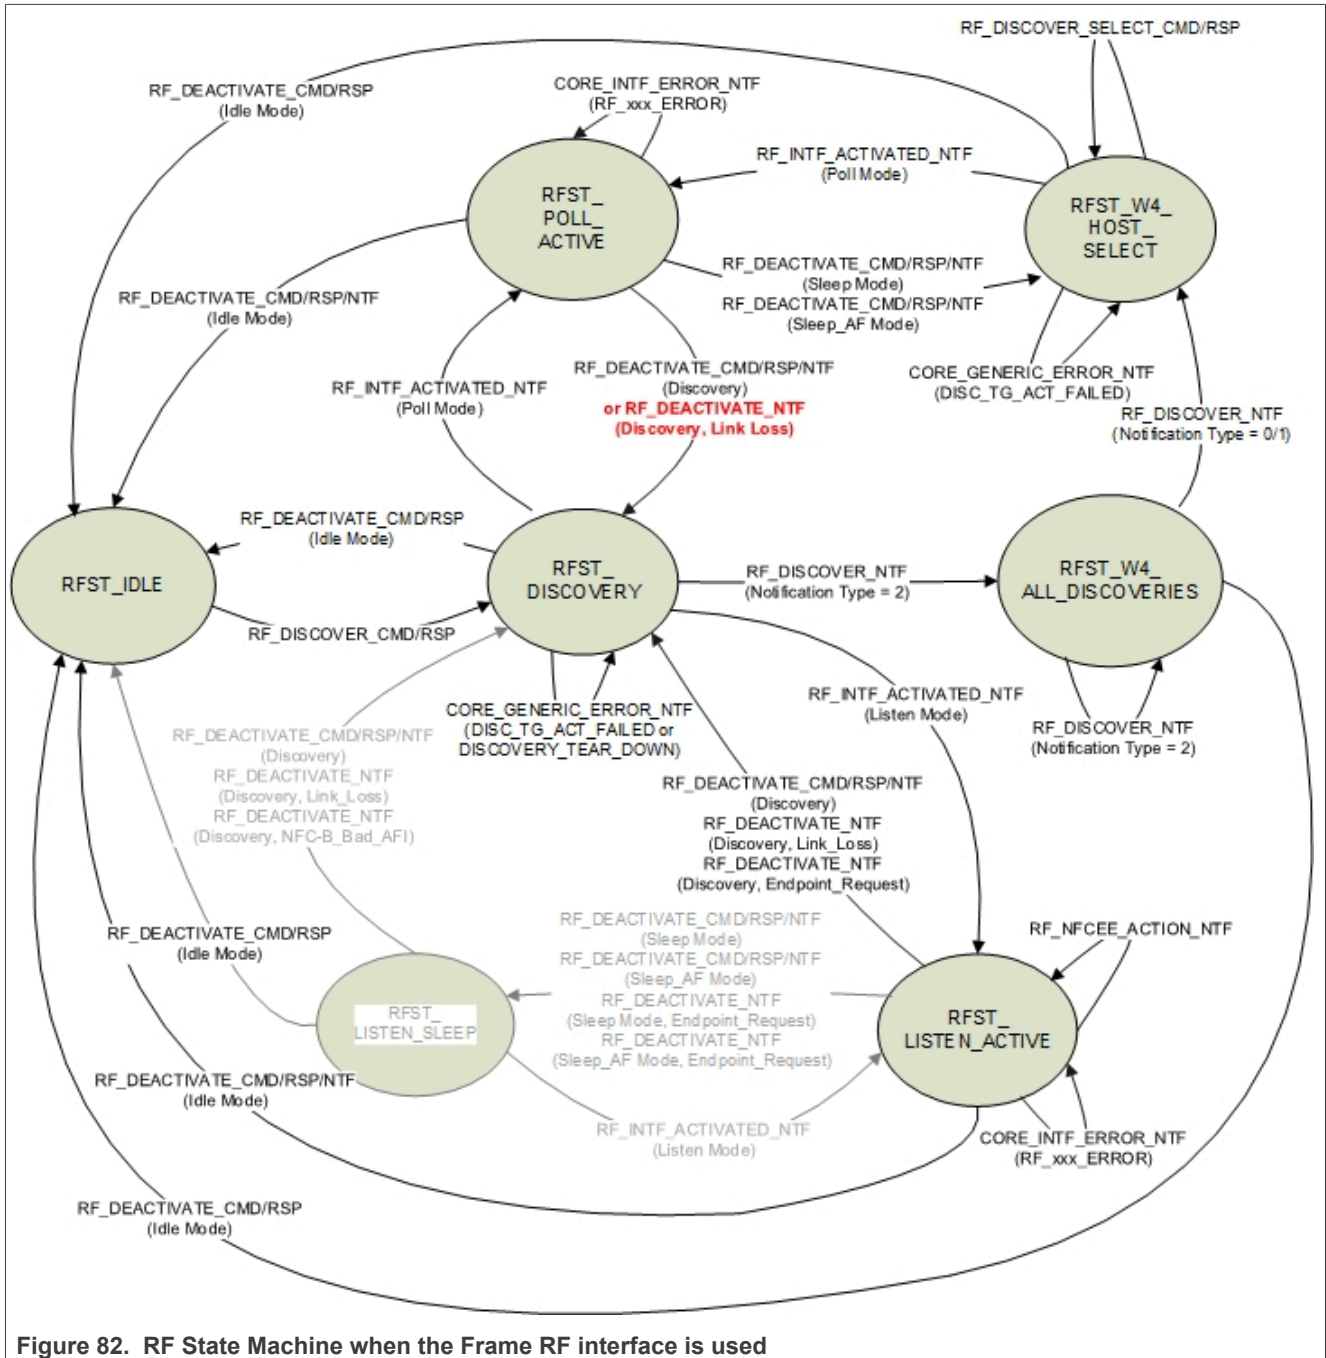 RF_DISCOVER_SELECT_CMD/RSP
RF_DEACTIVATE_CMD/RSP
(Idle Mode)
CORE_INTF_ERROR_NTF
(RF_xxx_ERROR)
RF_INTF_ACTIVATED_NTF
(Poll Mode)
RFST_
POLL_
ACTIVE
RFST_W4_
HOST_
SELECT
RF_DEACTIVATE_CMD/RSP/NTF
(Sleep Mode)
RF_DEACTIVATE_CMD/RSP/NTF
(Sleep_AF Mode)
RF_DEACTIVATE_CMD/RSP/NTF
(Idle Mode)
RF_INTF_ACTIVATED_NTF
(Poll Mode)
RF_DEACTIVATE_CMD/RSP/NTF
(Discovery)
or RF_DEACTIVATE_NTF
(Discovery, Link Loss)
CORE_GENERIC_ERROR_NTF
(DISC_TG_ACT_FAILED)
RF_DISCOVER_NTF
(Notification Type = 0/1)
RF_DEACTIVATE_CMD/RSP
(Idle Mode)
RFST_IDLE
RFST_
DISCOVERY
RF_DISCOVER_NTF
(Notification Type = 2)
RFST_W4_
ALL_DISCOVERIES
RF_DISCOVER_CMD/RSP
CORE_GENERIC_ERROR_NTF
(DISC_TG_ACT_FAILED or
DISCOVERY_TEAR_DOWN)
RF_INTF_ACTIVATED_NTF
(Listen Mode)
RF_DISCOVER_NTF
(Notification Type = 2)
RF_DEACTIVATE_CMD/RSP/NTF
(Discovery)
RF_DEACTIVATE_NTF
(Discovery, Link_Loss)
RF_DEACTIVATE_NTF
(Discovery, NFC-B_Bad_AFI)
RF_DEACTIVATE_CMD/RSP/NTF
(Discovery)
RF_DEACTIVATE_NTF
(Discovery, Link_Loss)
RF_DEACTIVATE_NTF
(Discovery, Endpoint_Request)
RF_DEACTIVATE_CMD/RSP
(Idle Mode)
RF_DEACTIVATE_CMD/RSP/NTF
(Sleep Mode)
RF_DEACTIVATE_CMD/RSP/NTF
(Sleep_AF Mode)
RF_DEACTIVATE_NTF
(Sleep Mode, Endpoint_Request)
RF_DEACTIVATE_NTF
(Sleep_AF Mode, Endpoint_Request)
RF_NFCEE_ACTION_NTF
RFST_
LISTEN_SLEEP
RFST_
LISTEN_ACTIVE
RF_DEACTIVATE_CMD/RSP/NTF
(Idle Mode)
RF_INTF_ACTIVATED_NTF
(Listen Mode)
CORE_INTF_ERROR_NTF
(RF_xxx_ERROR)
RF_DEACTIVATE_CMD/RSP
(Idle Mode)
Figure 82. RF State Machine when the Frame RF interface is used